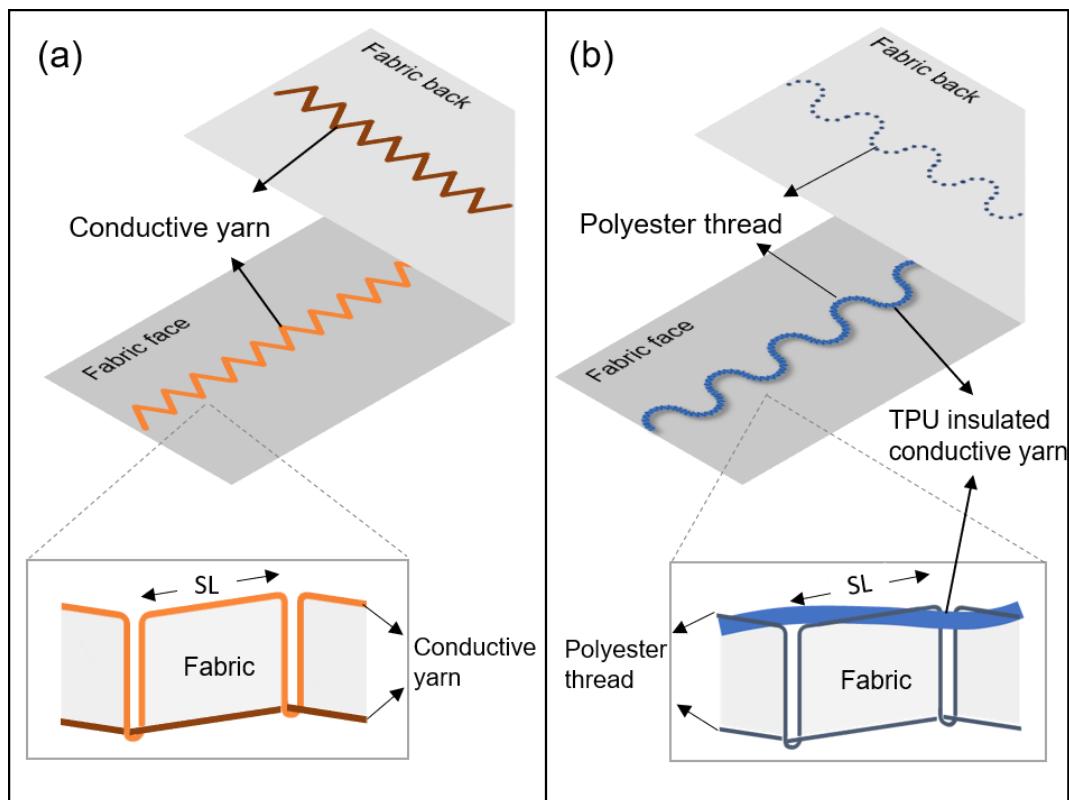 (a)
Fabric back
Conductive yarn
Fabric face
SL
Fabric
Conductive
yarn
(b)
Fabric back
Polyester thread
Fabric face
TPU insulated
conductive yarn
SL
Polyester
thread
Fabric